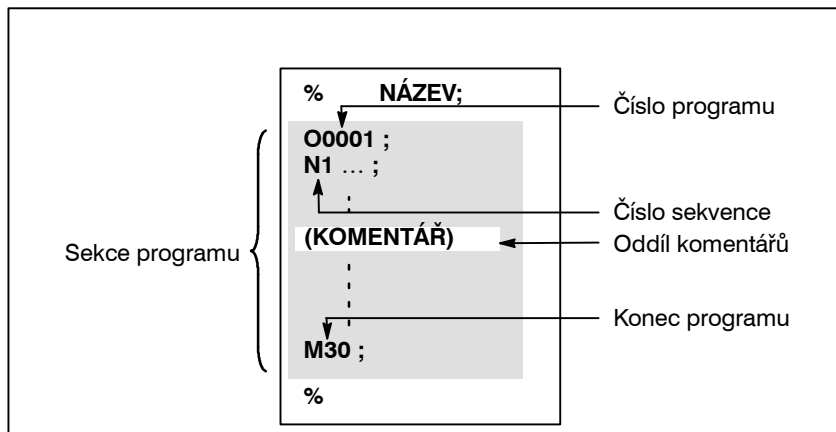 % NÁZEV;
Číslo programu
O0001 ;
N1 … ;
Číslo sekvence
(KOMENTÁŘ)
Oddíl komentářů
Sekce programu
Konec programu
M30 ;
%